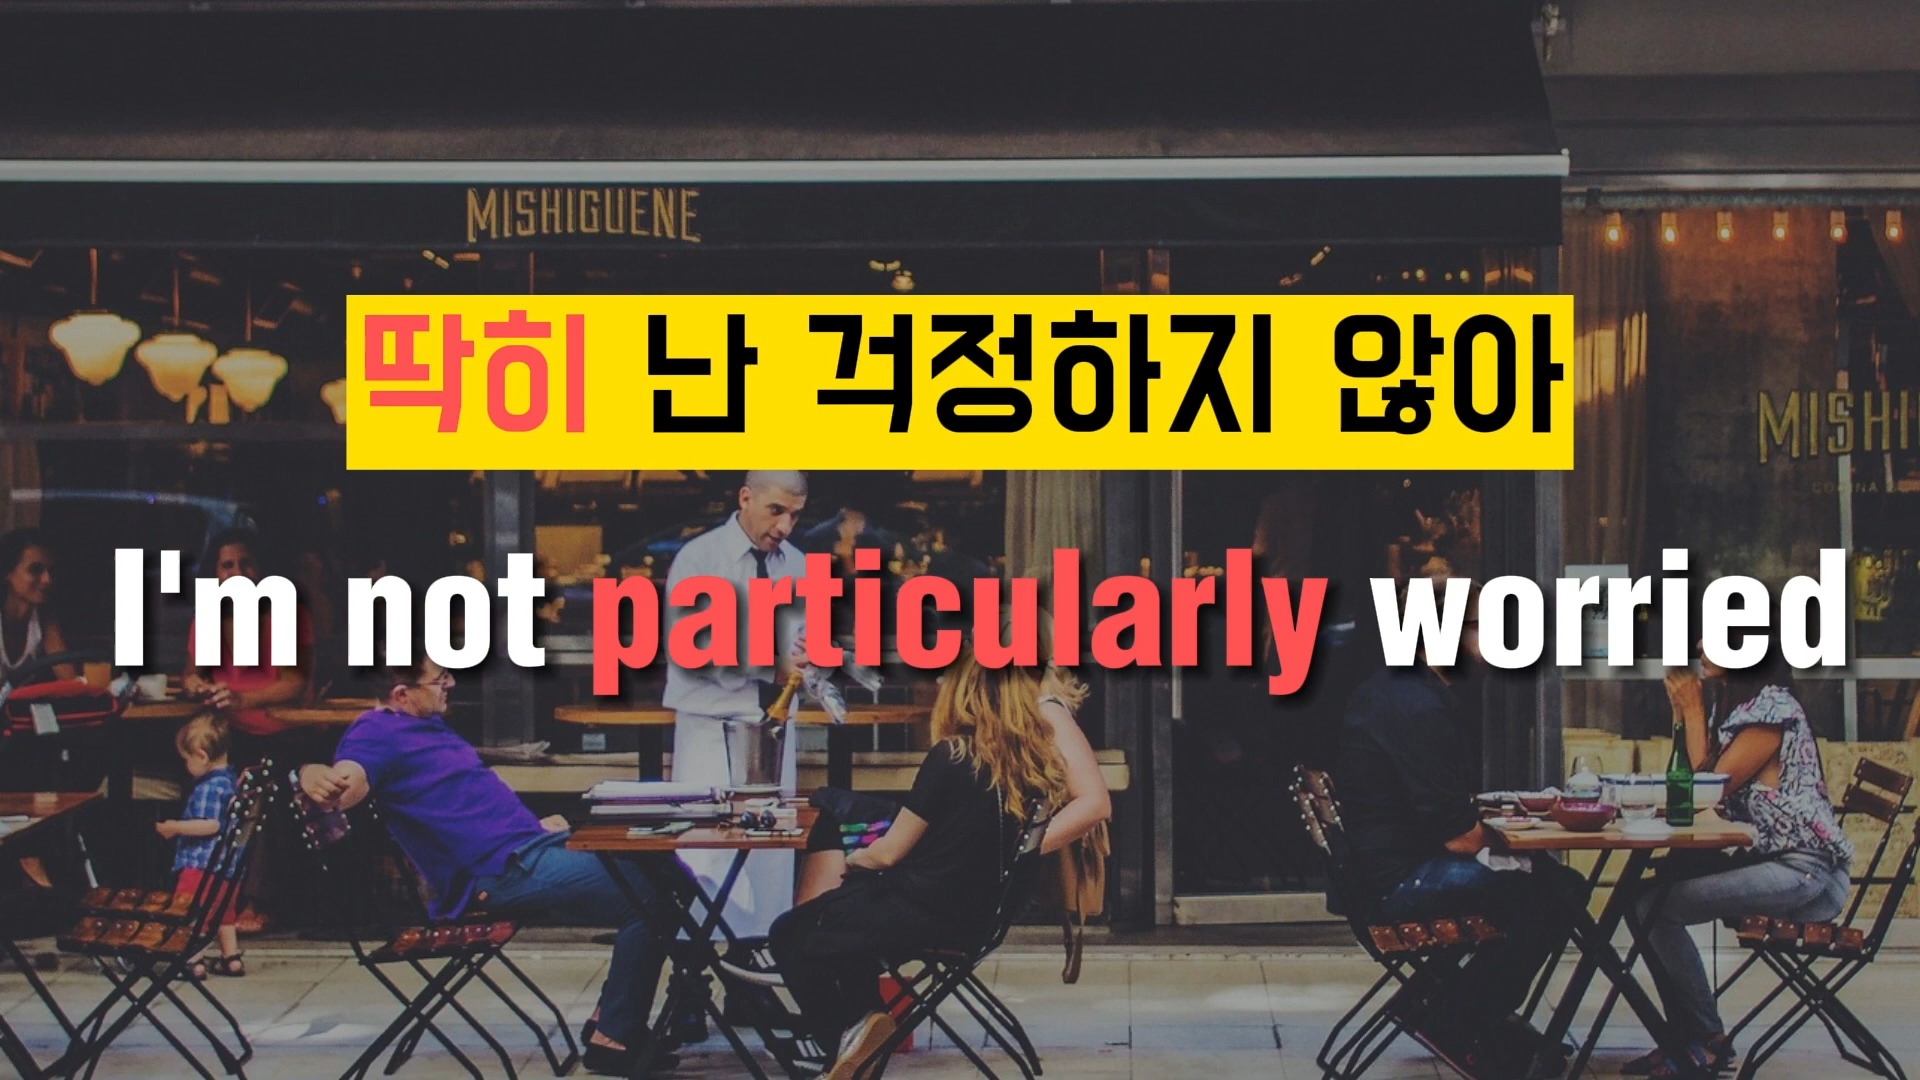 MISHIGUENE
딱히 난 걱정하지 않아
MISHI
I'm not particularly worried